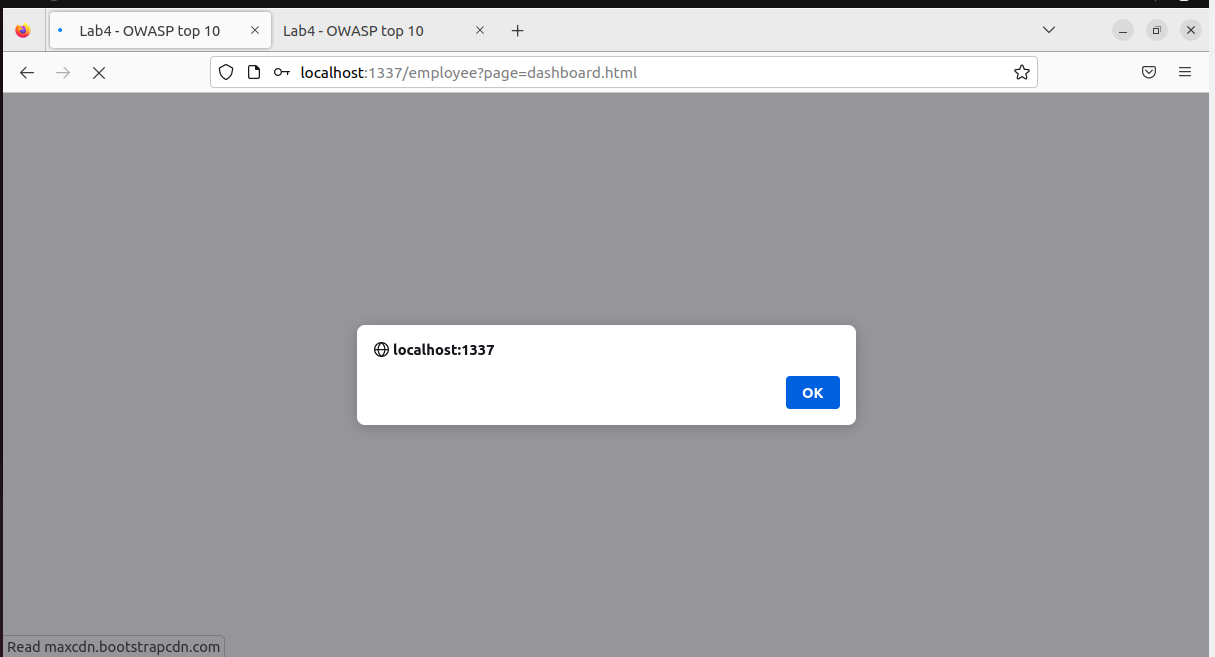 Lab4 - OWASP top 10
Lab4 - OWASP top 10
localhost:1337/employee?page=dashboard.html
localhost:1337
OK
Read maxcdn.bootstrapcdn.com